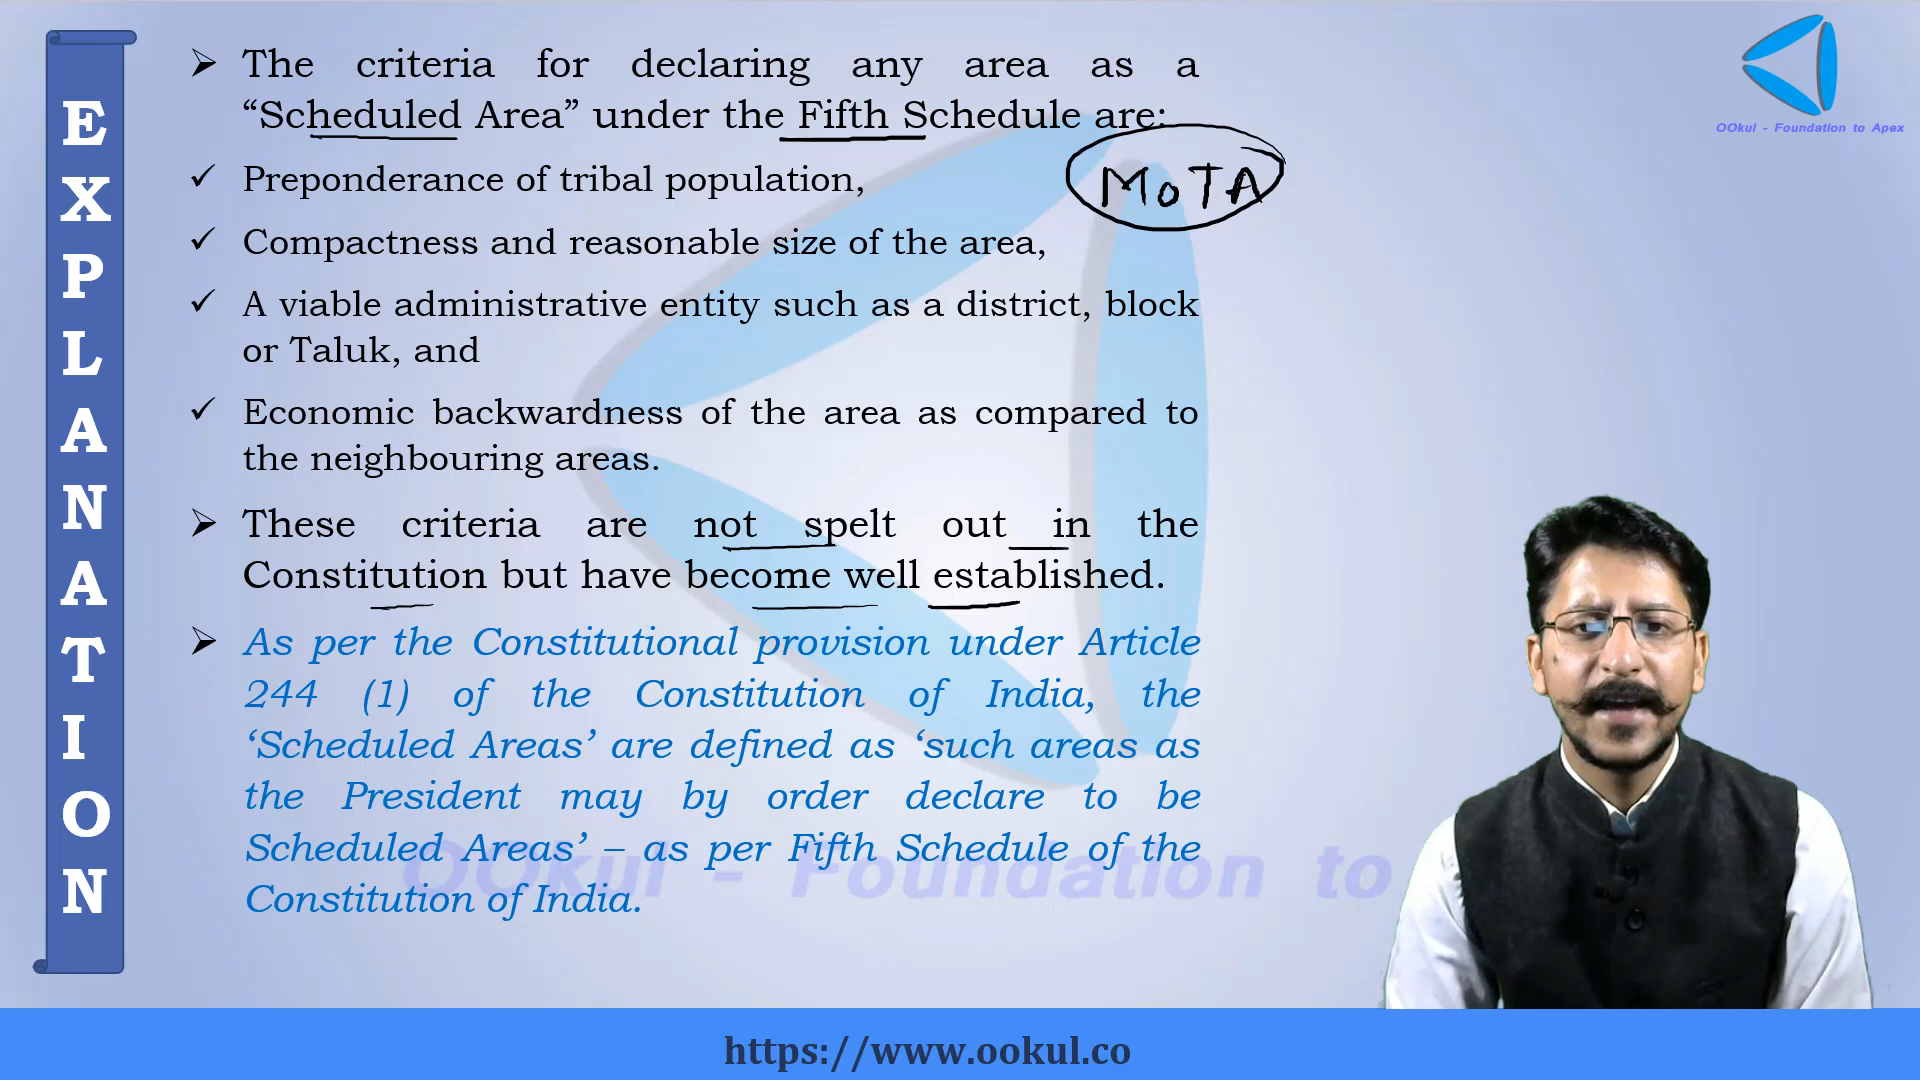 EXPLANATION
➢ The criteria for declaring any area as a
“Scheduled Area” under the Fifth Schedule are:
✓ Preponderance of tribal population,
MoTA
✓ Compactness and reasonable size of the area,
✓ A viable administrative entity such as a district, block
or Taluk, and
✓ Economic backwardness of the area as compared to
the neighbouring areas.
➢ These criteria are not spelt out in the
Constitution but have become well established.
➢ As per the Constitutional provision under Article
244 (1) of the Constitution of India, the
‘Scheduled Areas’ are defined as ‘such areas as
the President may by order declare to be
Scheduled Areas’ – as per Fifth Schedule of the
Constitution of India.
OOkul - Foundation to Apex
OOkul - Foundation to
https://www.ookul.co